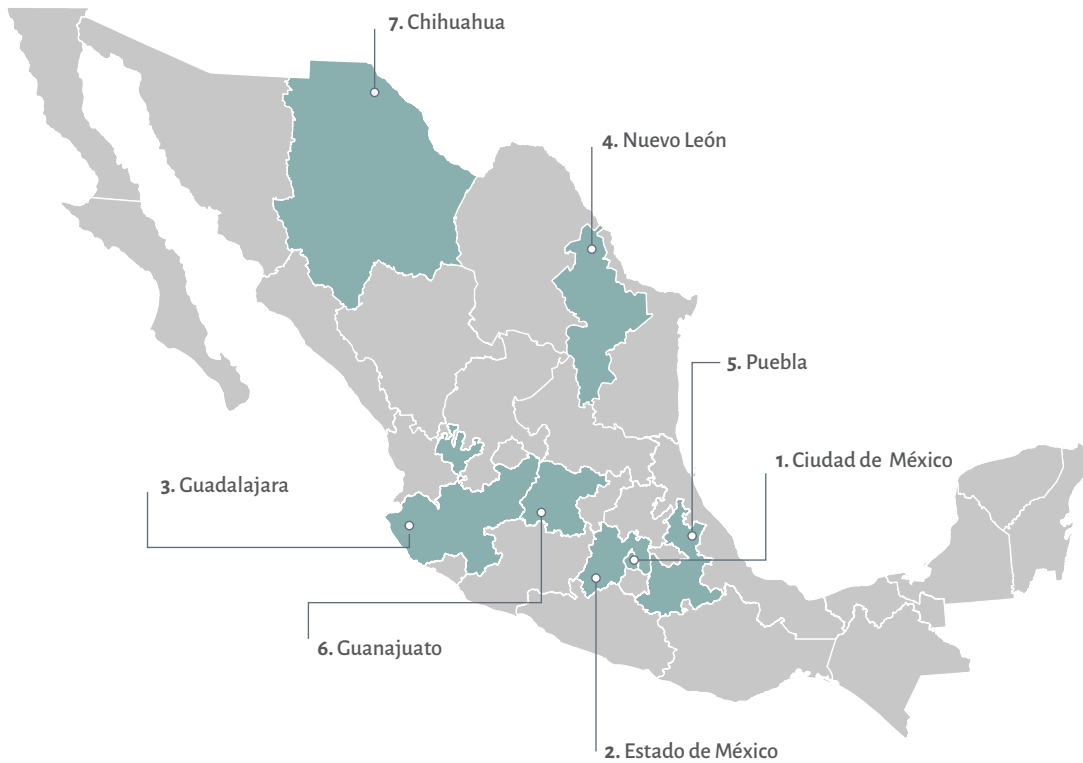 7. Chihuahua
4. Nuevo León
5. Puebla
1. Ciudad de México
3. Guadalajara
6. Guanajuato
2. Estado de México